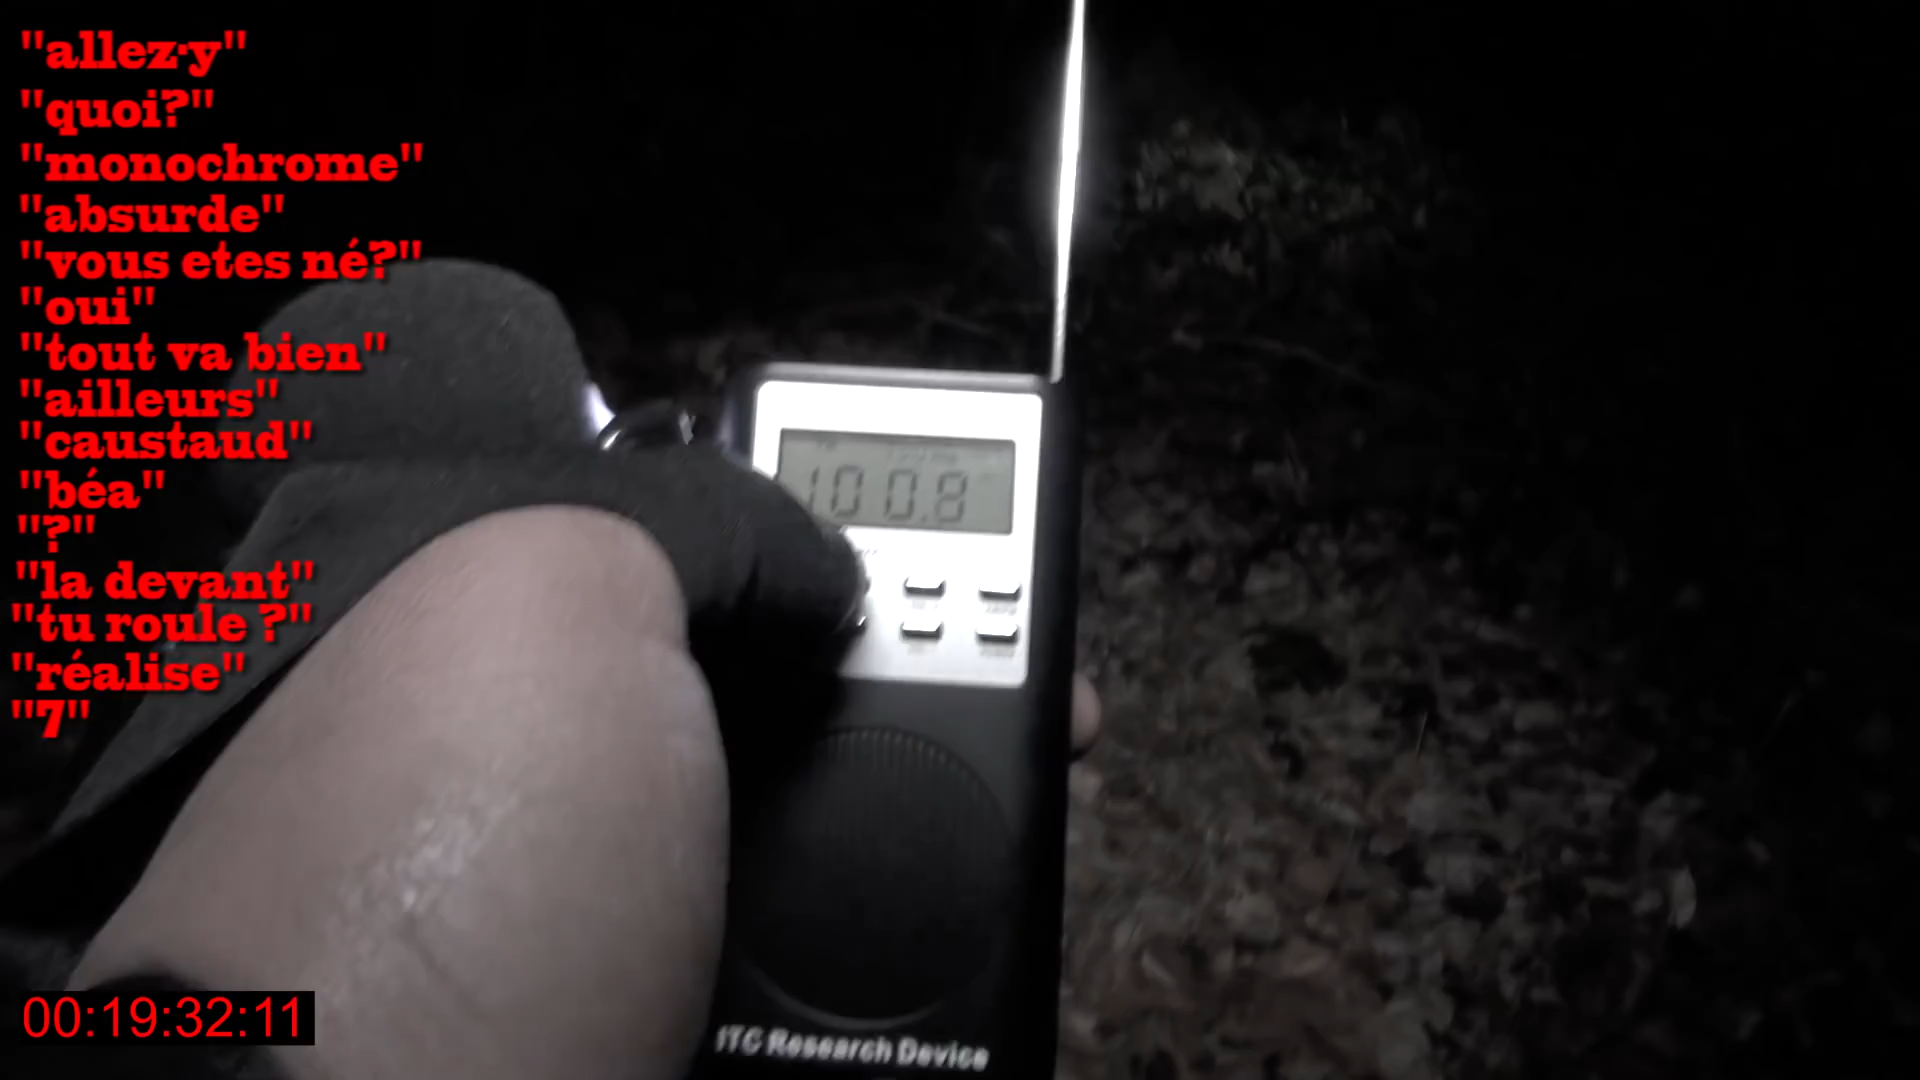 "allez-y"
"quoi?"
"monochrome"
"absurde"
"vous etes né?"
"oui"
"tout va bien"
"ailleurs"
"caustaud"
"béa"
"?"
"la devant"
"tu roule ?"
"réalise"
"7"
100.8
00:19:32:11
ITC Research Device